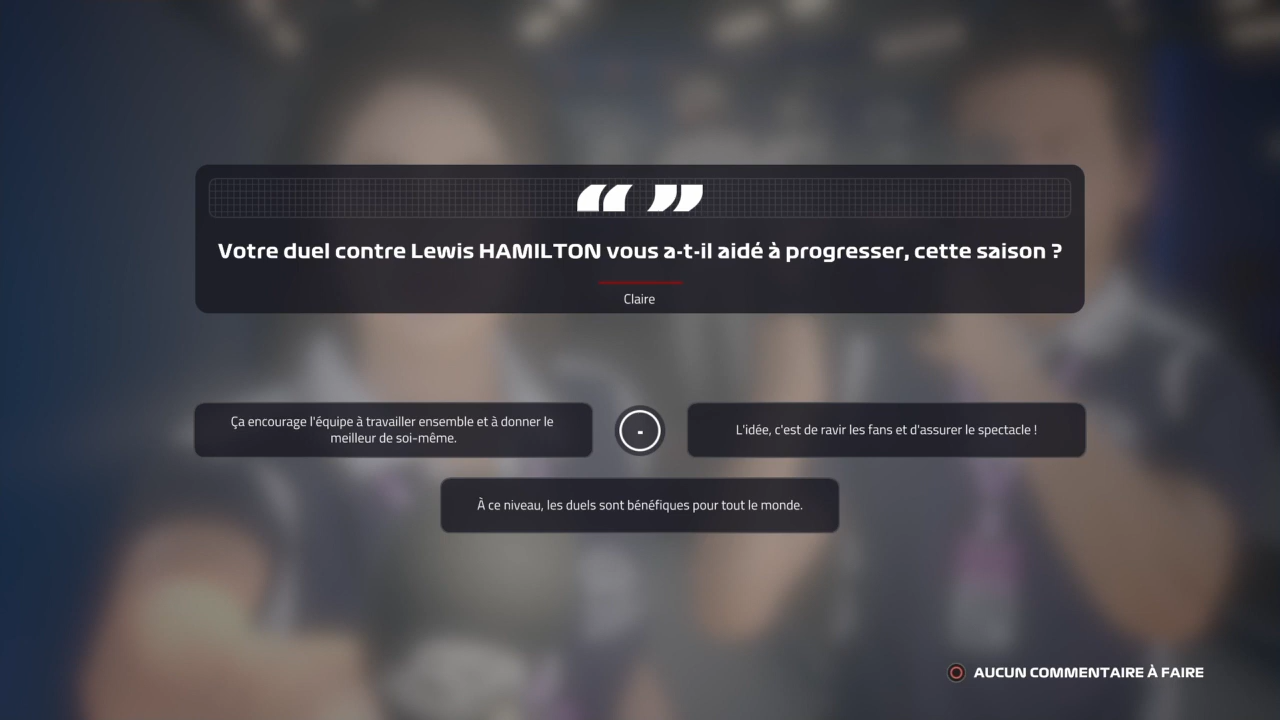 “ ”
Votre duel contre Lewis HAMILTON vous a-t-il aidé à progresser, cette saison ?
Claire
Ça encourage l'équipe à travailler ensemble et à donner le
meilleur de soi-même.
-
L'idée, c'est de ravir les fans et d'assurer le spectacle !
À ce niveau, les duels sont bénéfiques pour tout le monde.
AUCUN COMMENTAIRE À FAIRE